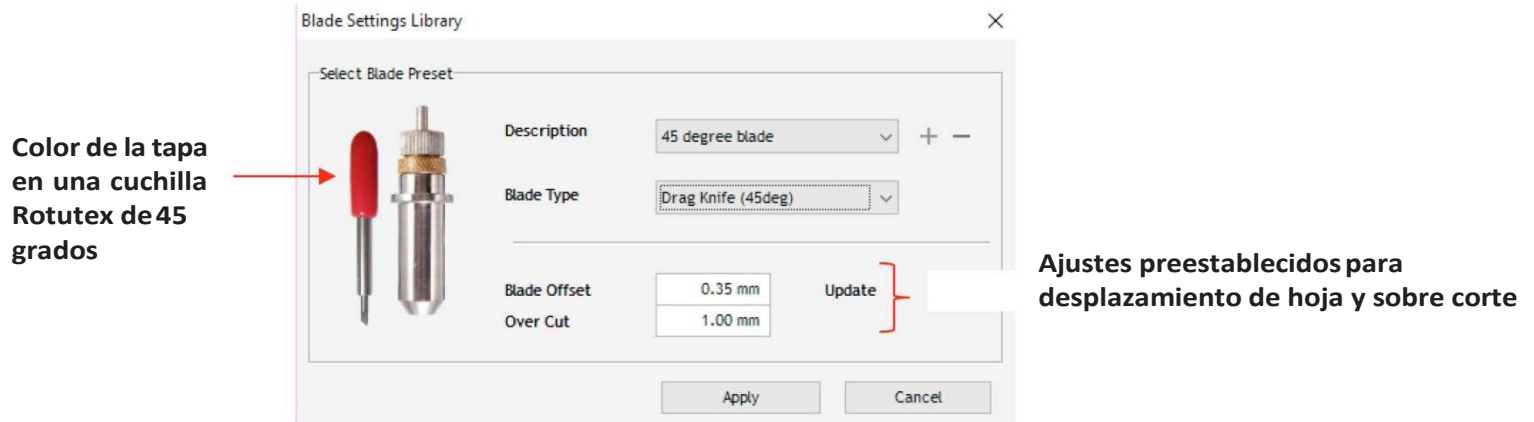 Blade Settings Library
Select Blade Preset
Color de la tapa
en una cuchilla
Rotutex de 45
grados
Description
45 degree blade
Blade Type
Drag Knife (45deg)
Blade Offset
0.35 mm
Update
Over Cut
1.00 mm
Ajustes preestablecidos para
desplazamiento de hoja y sobre corte
Apply
Cancel